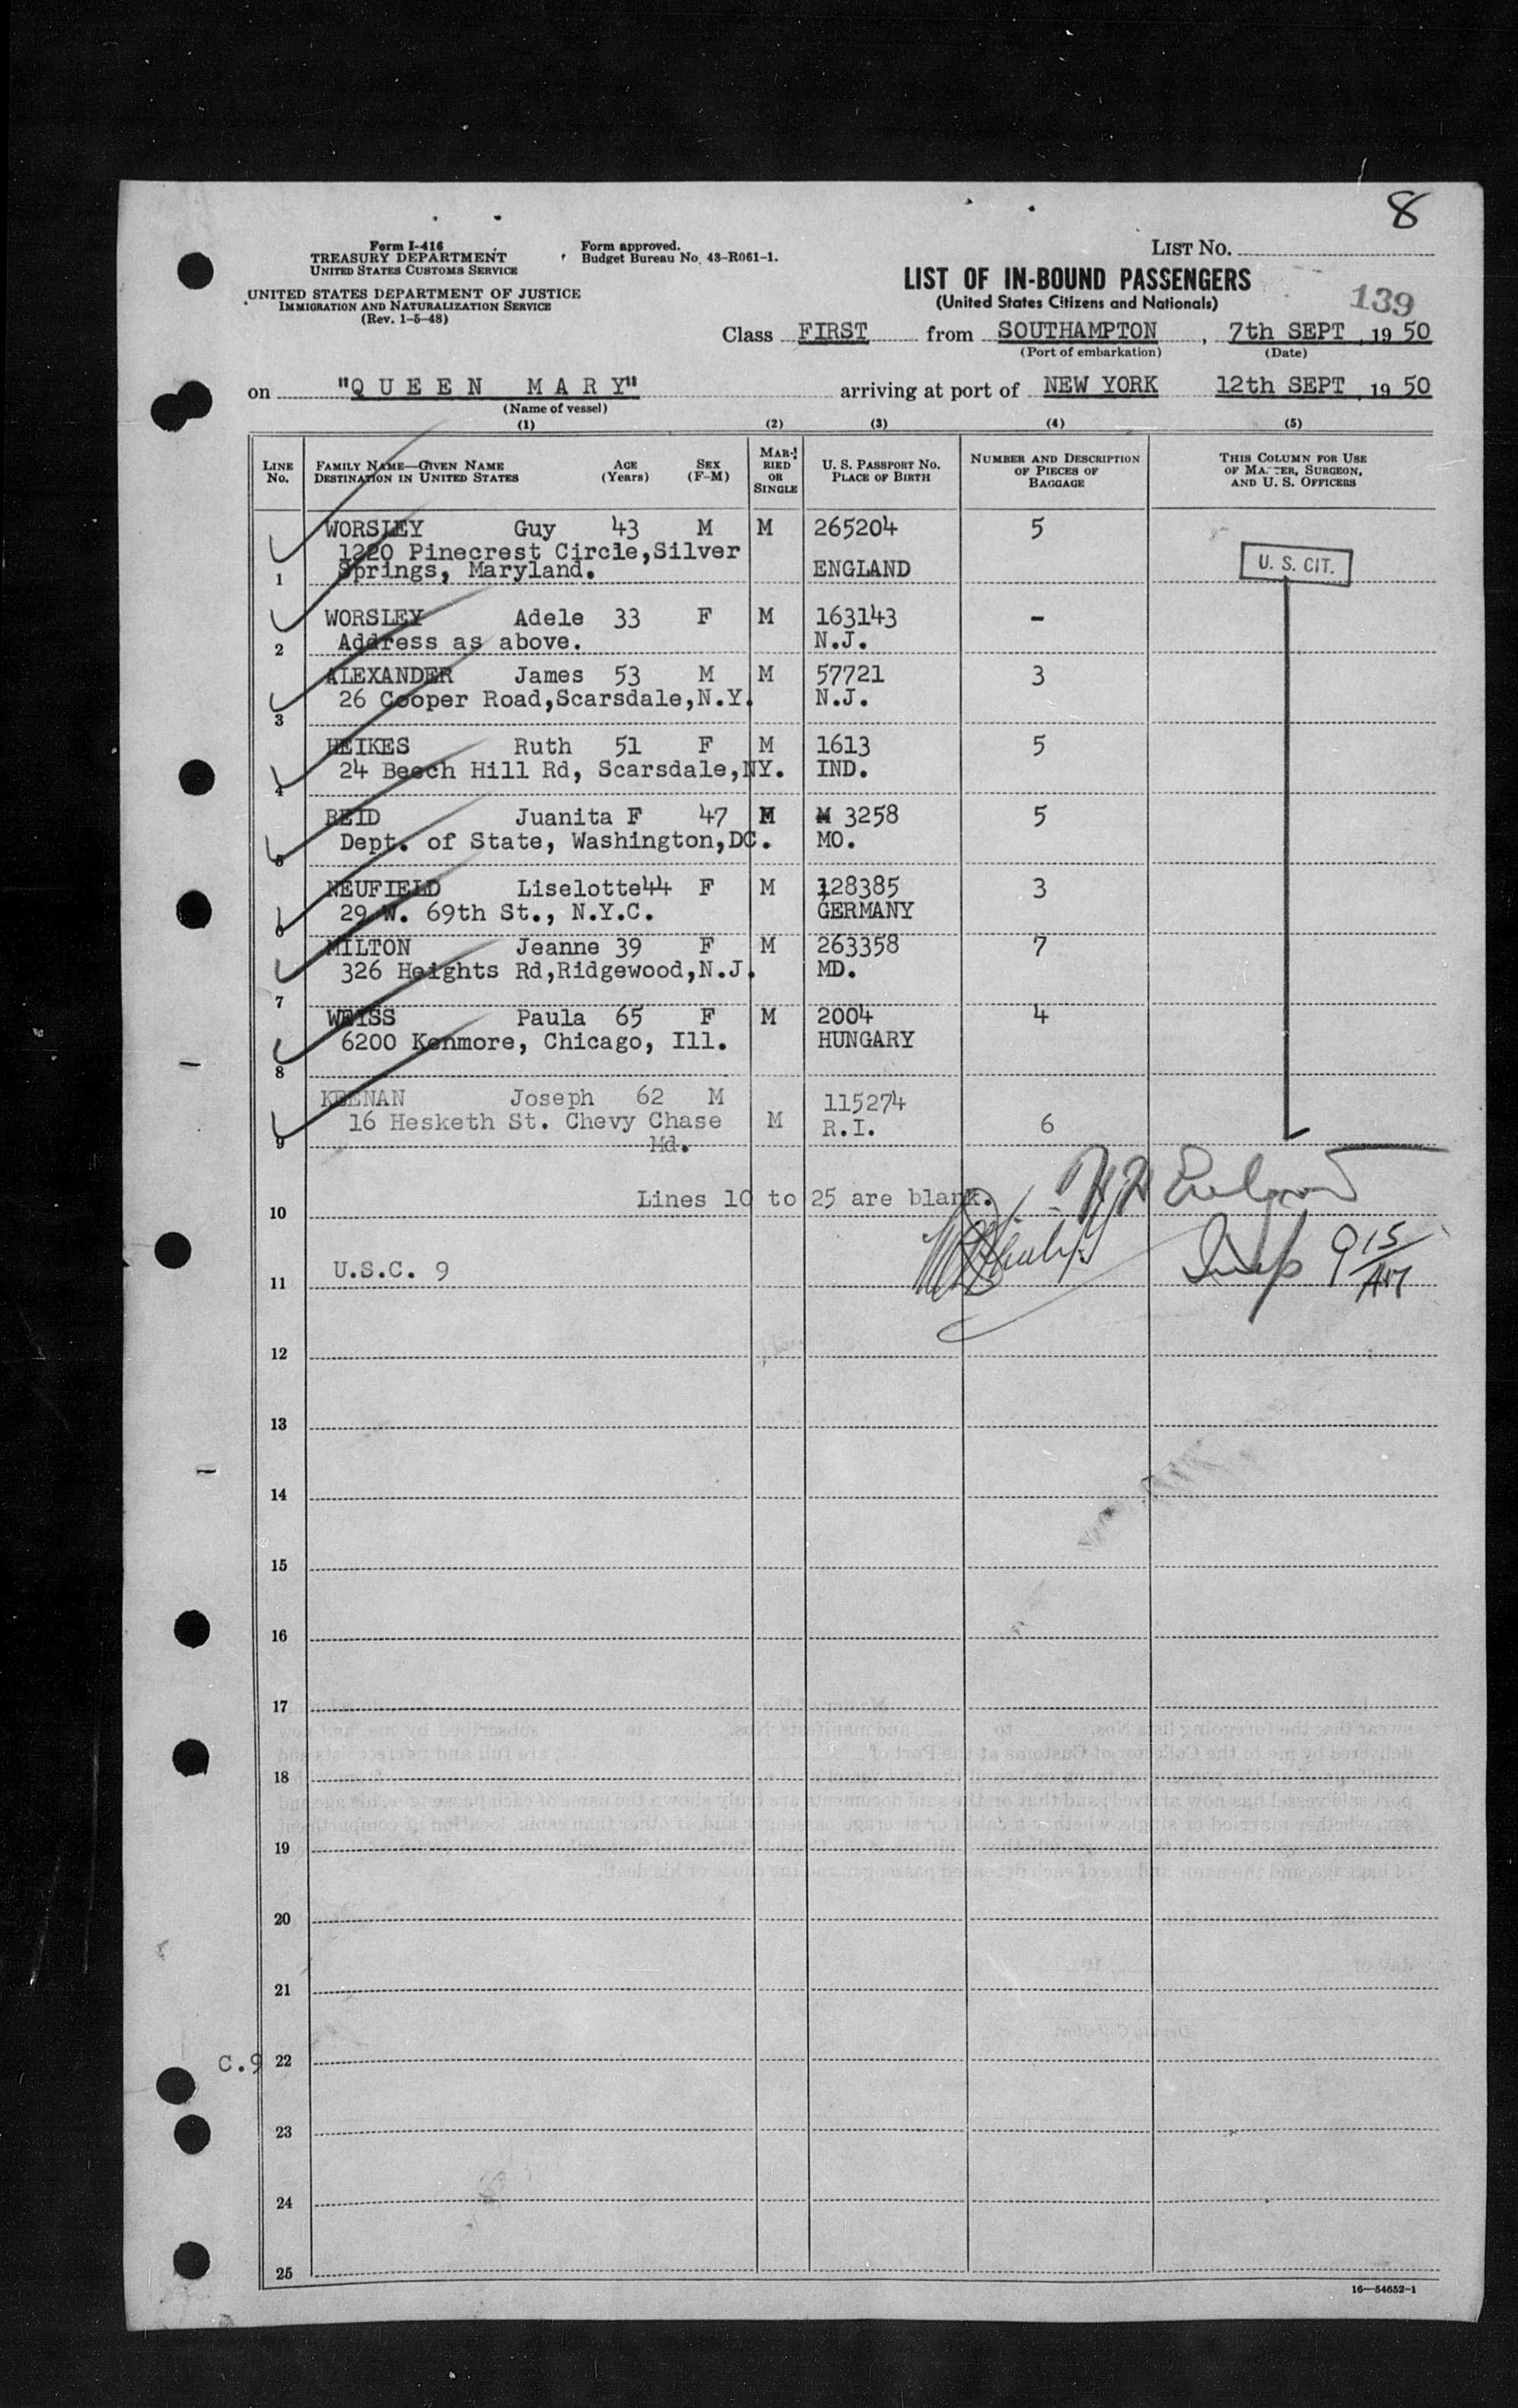 8
Form I-416
TREASURY DEPARTMENT
UNITED STATES CUSTOMS SERVICE
UNITED STATES DEPARTMENT OF JUSTICE
IMMIGRATION AND NATURALIZATION SERVICE
(Rev. 1-5-48)
Form approved.
Budget Bureau No. 43-R061-1.
LIST NO.
LIST OF IN-BOUND PASSENGERS
(United States Citizens and Nationals)
139
Class FIRST from SOUTHAMPTON, 7th SEPT, 19 50
(Port of embarkation) (Date)
on "QUEEN MARY" arriving at port of NEW YORK 12th SEPT, 19 50
(Name of vessel)
(1) (2) (3) (4) (5)
LINE NO.
FAMILY NAME—GIVEN NAME AGE SEX
DESTINATION IN UNITED STATES (Years) (F-M)
MARRIED OR SINGLE
U. S. PASSPORT NO.
PLACE OF BIRTH
NUMBER AND DESCRIPTION
OF PIECES OF
BAGGAGE
THIS COLUMN FOR USE
OF MASTER, SURGEON,
AND U. S. OFFICERS
WORSLEY Guy 43 M M 265204 5
1220 Pinecrest Circle,Silver
1 Springs, Maryland. ENGLAND U. S. CIT.
WORSLEY Adele 33 F M 163143 -
2 Address as above. N.J.
ALEXANDER James 53 M M 57721 3
26 Cooper Road,Scarsdale,N.Y. N.J.
3
HEIKES Ruth 51 F M 1613 5
24 Beech Hill Rd, Scarsdale,NY. IND.
4
REID Juanita F 47 M M 3258 5
Dept. of State, Washington,DC. MO.
5
NEUFIELD Liselotte44 F M 128385 3
29 W. 69th St., N.Y.C. GERMANY
6
MILTON Jeanne 39 F M 263358 7
326 Heights Rd,Ridgewood,N.J. MD.
7
WEISS Paula 65 F M 2004 4
6200 Kenmore, Chicago, Ill. HUNGARY
8
KEENAN Joseph 62 M 115274
16 Hesketh St. Chevy Chase M R.I. 6
9 Md.
Lines 10 to 25 are blank.
10
U.S.C. 9
Insp 9 15/AM
11
12
13
14
15
16
17
18
19
20
21
C.9 22
23
24
25
16—54652-1